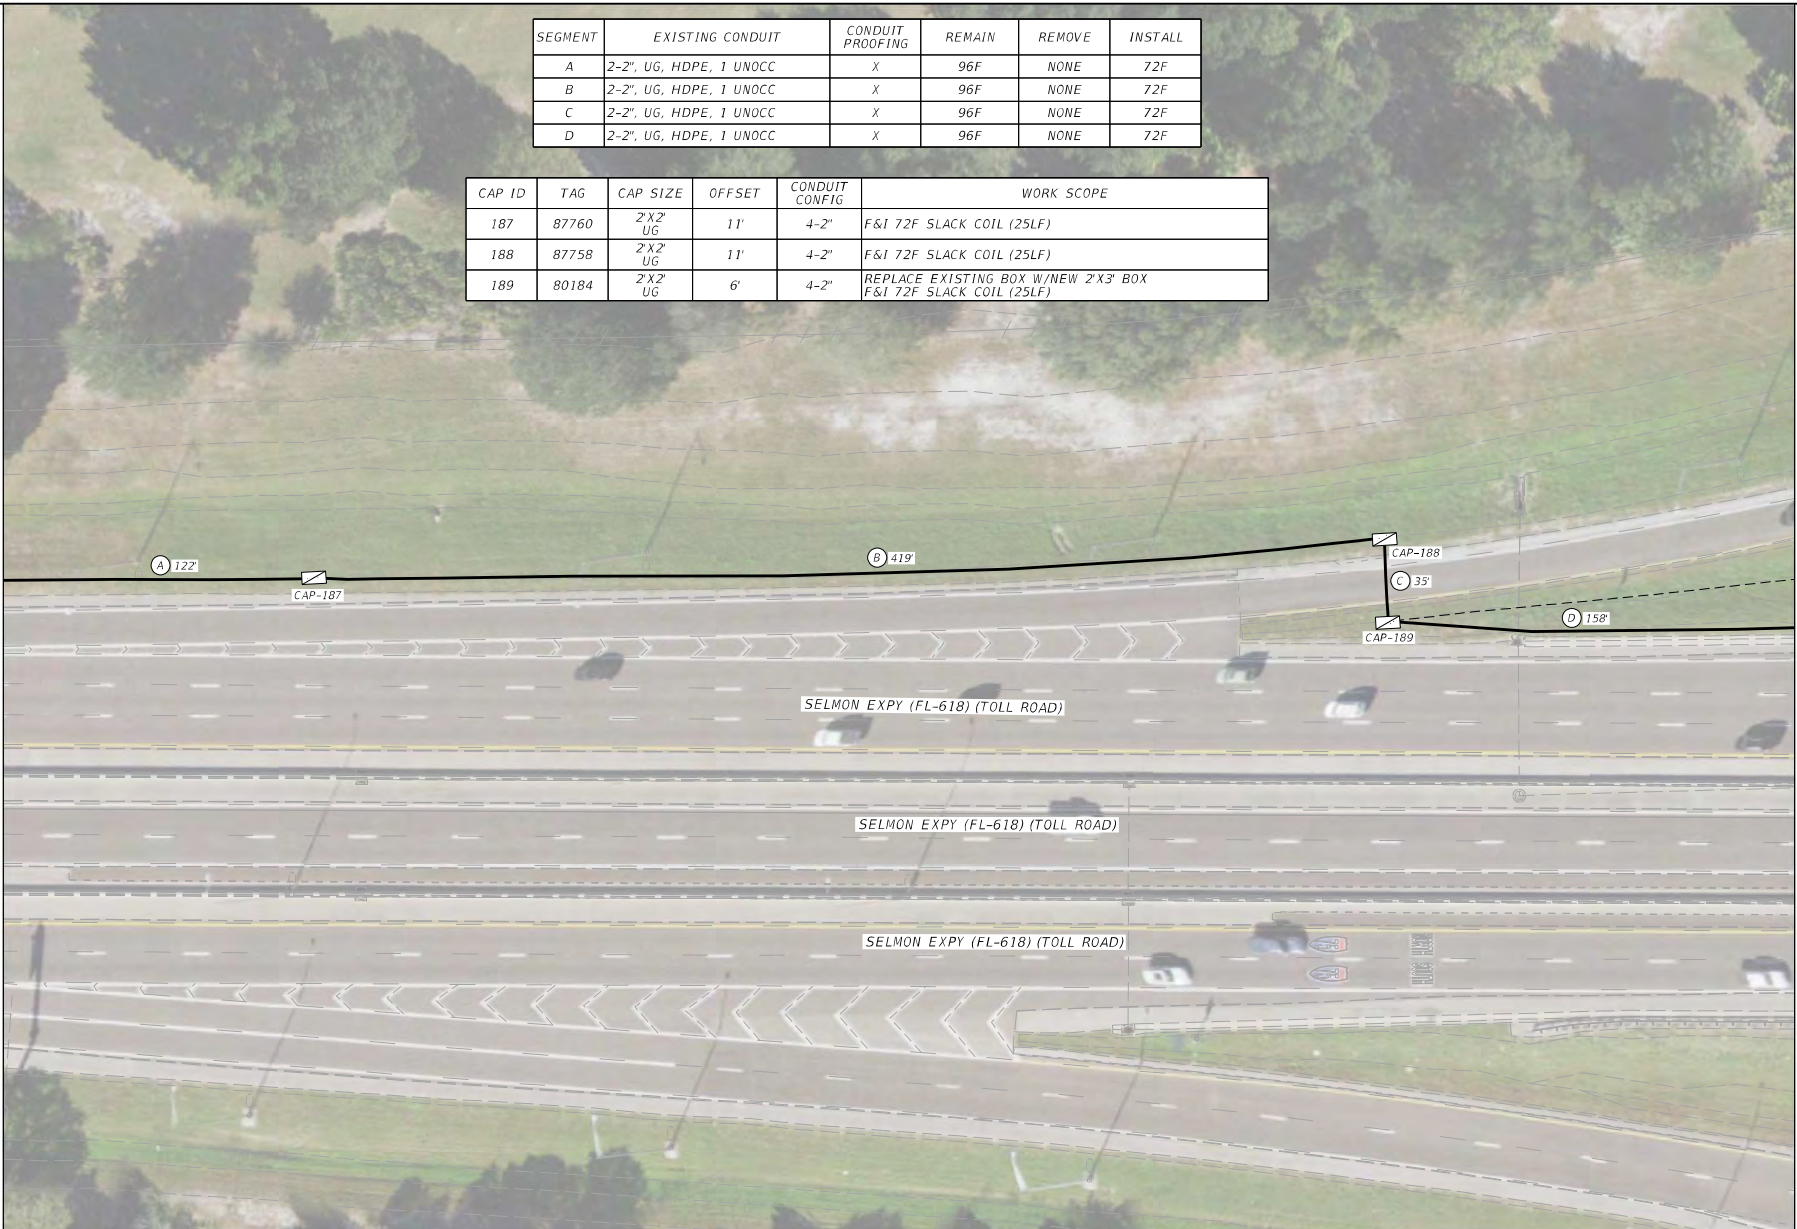 SEGMENT EXISTING CONDUIT CONDUIT PROOFING REMAIN REMOVE INSTALL
A 2-2", UG, HDPE, 1 UNOCC X 96F NONE 72F
B 2-2", UG, HDPE, 1 UNOCC X 96F NONE 72F
C 2-2", UG, HDPE, 1 UNOCC X 96F NONE 72F
D 2-2", UG, HDPE, 1 UNOCC X 96F NONE 72F
CAP ID TAG CAP SIZE OFFSET CONDUIT CONFIG WORK SCOPE
187 87760 2'X2' UG 11' 4-2" F&I 72F SLACK COIL (25LF)
188 87758 2'X2' UG 11' 4-2" F&I 72F SLACK COIL (25LF)
189 80184 2'X2' UG 6' 4-2" REPLACE EXISTING BOX W/NEW 2'X3' BOX
F&I 72F SLACK COIL (25LF)
A 122'
CAP-187
B 419'
CAP-188
C 35'
D 158'
CAP-189
SELMON EXPY (FL-618) (TOLL ROAD)
SELMON EXPY (FL-618) (TOLL ROAD)
SELMON EXPY (FL-618) (TOLL ROAD)